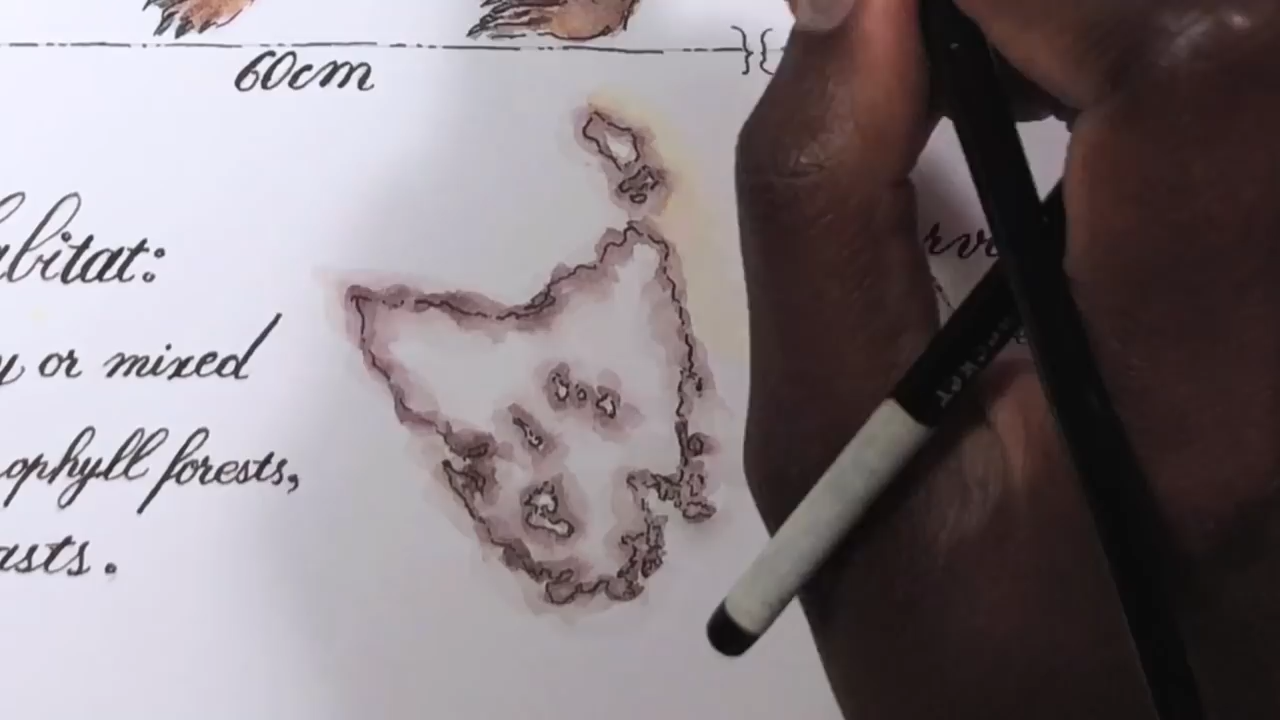 60cm
abitat:
y or mixed
ophyll forests,
asts.